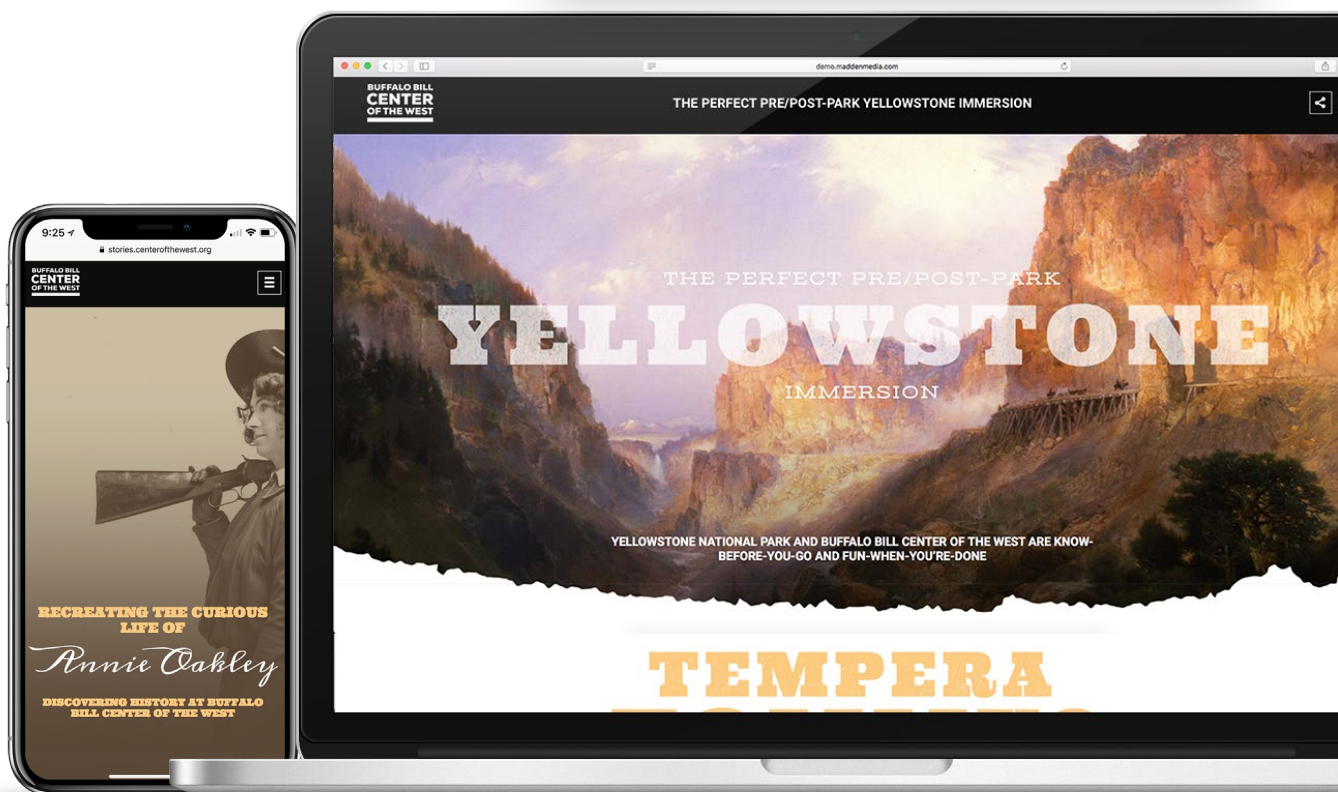 9:25
stories.centerofthewest.org
BUFFALO BILL
CENTER
OF THE WEST
RECREATING THE CURIOUS
LIFE OF
Annie Oakley
DISCOVERING HISTORY AT BUFFALO
BILL CENTER OF THE WEST
demo.maddenmedia.com
BUFFALO BILL
CENTER
OF THE WEST
THE PERFECT PRE/POST-PARK YELLOWSTONE IMMERSION
THE PERFECT PRE/POST-PARK
YELLOWSTONE
IMMERSION
YELLOWSTONE NATIONAL PARK AND BUFFALO BILL CENTER OF THE WEST ARE KNOW-
BEFORE-YOU-GO AND FUN-WHEN-YOU'RE-DONE
TEMPERA